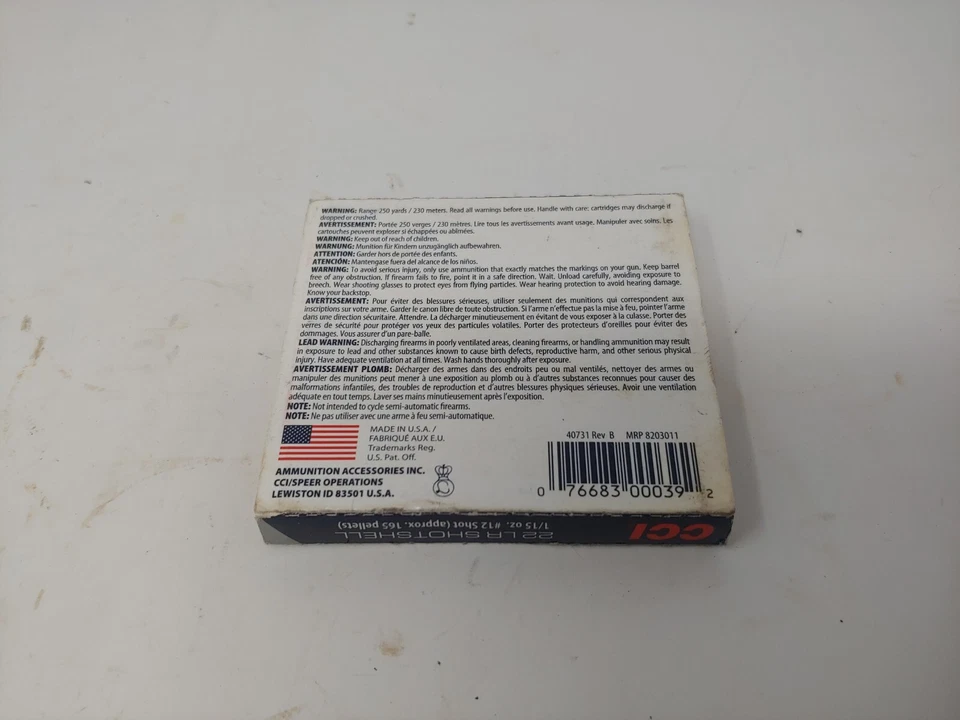 WARNING: Range 250 yards / 230 meters. Read all warnings before use. Handle with care; cartridges may discharge if
dropped or crushed.
AVERTISSEMENT: Portée 250 verges / 230 mètres. Lire tous les avertissements avant usage. Manipuler avec soins. Les
cartouches peuvent exploser si échappées ou abîmées.
WARNING: Keep out of reach of children.
WARNUNG: Munition für Kindern unzugänglich aufbewahren.
ATTENTION: Garder hors de portée des enfants.
ATENCIÓN: Mantengase fuera del alcance de los niños.
WARNING: To avoid serious injury, only use ammunition that exactly matches the markings on your gun. Keep barrel
free of any obstruction. If firearm fails to fire, point it in a safe direction. Wait. Unload carefully, avoiding exposure to
breech. Wear shooting glasses to protect eyes from flying particles. Wear hearing protection to avoid hearing damage.
Know your backstop.
AVERTISSEMENT: Pour éviter des blessures sérieuses, utiliser seulement des munitions qui correspondent aux
inscriptions sur votre arme. Garder le canon libre de toute obstruction. Si l'arme n'effectue pas la mise à feu, pointer l'arme
dans une direction sécuritaire. Attendre. La décharger minutieusement en évitant de vous exposer à la culasse. Porter des
verres de sécurité pour protéger vos yeux des particules volatiles. Porter des protecteurs d'oreilles pour éviter des
dommages. Vous assurer d'un pare-balle.
LEAD WARNING: Discharging firearms in poorly ventilated areas, cleaning firearms, or handling ammunition may result
in exposure to lead and other substances known to cause birth defects, reproductive harm, and other serious physical
injury. Have adequate ventilation at all times. Wash hands thoroughly after exposure.
AVERTISSEMENT PLOMB: Décharger des armes dans des endroits peu ou mal ventilés, nettoyer des armes ou
manipuler des munitions peut mener à une exposition au plomb ou à d'autres substances reconnues pour causer des
malformations infantiles, des troubles de reproduction et d'autres blessures physiques sérieuses. Avoir une ventilation
adéquate en tout temps. Laver ses mains minutieusement après l'exposition.
NOTE: Not intended to cycle semi-automatic firearms.
NOTE: Ne pas utiliser avec une arme à feu semi-automatique.
MADE IN U.S.A. /
FABRIQUÉ AUX E.U.
Trademarks Reg.
U.S. Pat. Off.
AMMUNITION ACCESSORIES INC.
CCI/SPEER OPERATIONS
LEWISTON ID 83501 U.S.A.
40731 Rev B MRP 8203011
0 76683 00039 2
CCI
22 LR SHOTSHELL
1/15 oz. #12 Shot (approx. 165 pellets)